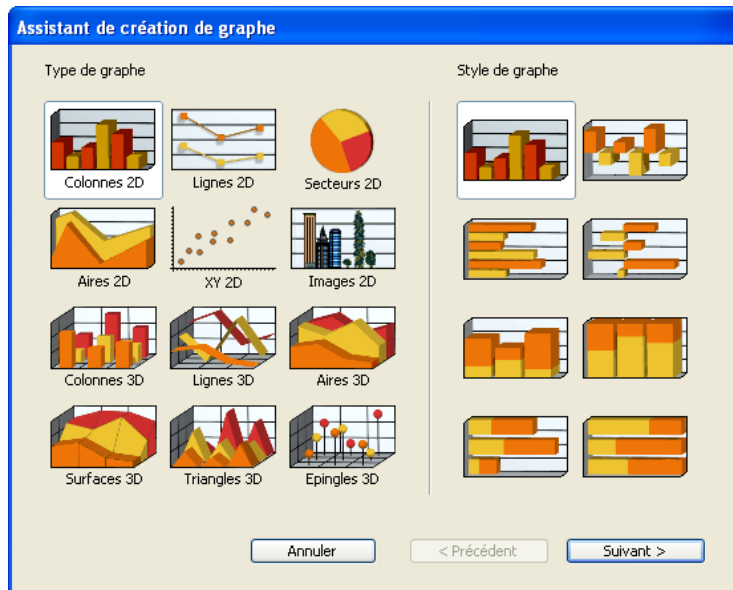 Assistant de création de graphe
Type de graphe
Style de graphe
Colonnes 2D
Lignes 2D
Secteurs 2D
Aires 2D
XY 2D
Images 2D
Colonnes 3D
Lignes 3D
Aires 3D
Surfaces 3D
Triangles 3D
Epingles 3D
Annuler
< Précédent
Suivant >